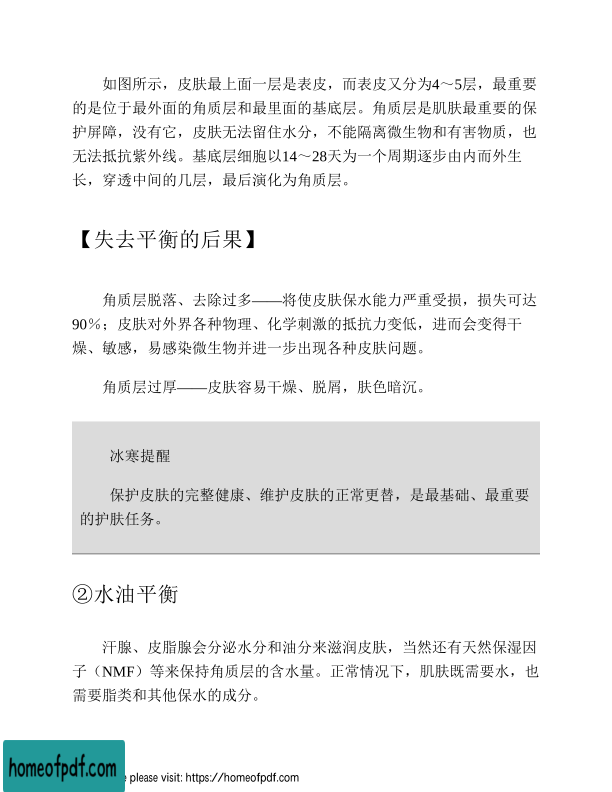 如图所示，皮肤最上面一层是表皮，而表皮又分为4～5层，最重要
的是位于最外面的角质层和最里面的基底层。角质层是肌肤最重要的保
护屏障，没有它，皮肤无法留住水分，不能隔离微生物和有害物质，也
无法抵抗紫外线。基底层细胞以14～28天为一个周期逐步由内而外生
长，穿透中间的几层，最后演化为角质层。
【失去平衡的后果】
角质层脱落、去除过多——将使皮肤保水能力严重受损，损失可达
90％；皮肤对外界各种物理、化学刺激的抵抗力变低，进而会变得干
燥、敏感，易感染微生物并进一步出现各种皮肤问题。
角质层过厚——皮肤容易干燥、脱屑，肤色暗沉。
冰寒提醒
保护皮肤的完整健康、维护皮肤的正常更替，是最基础、最重要
的护肤任务。
②水油平衡
汗腺、皮脂腺会分泌水分和油分来滋润皮肤，当然还有天然保湿因
子（NMF）等来保持角质层的含水量。正常情况下，肌肤既需要水，也
需要脂类和其他保水的成分。
homeofpdf.com
please visit: https://homeofpdf.com